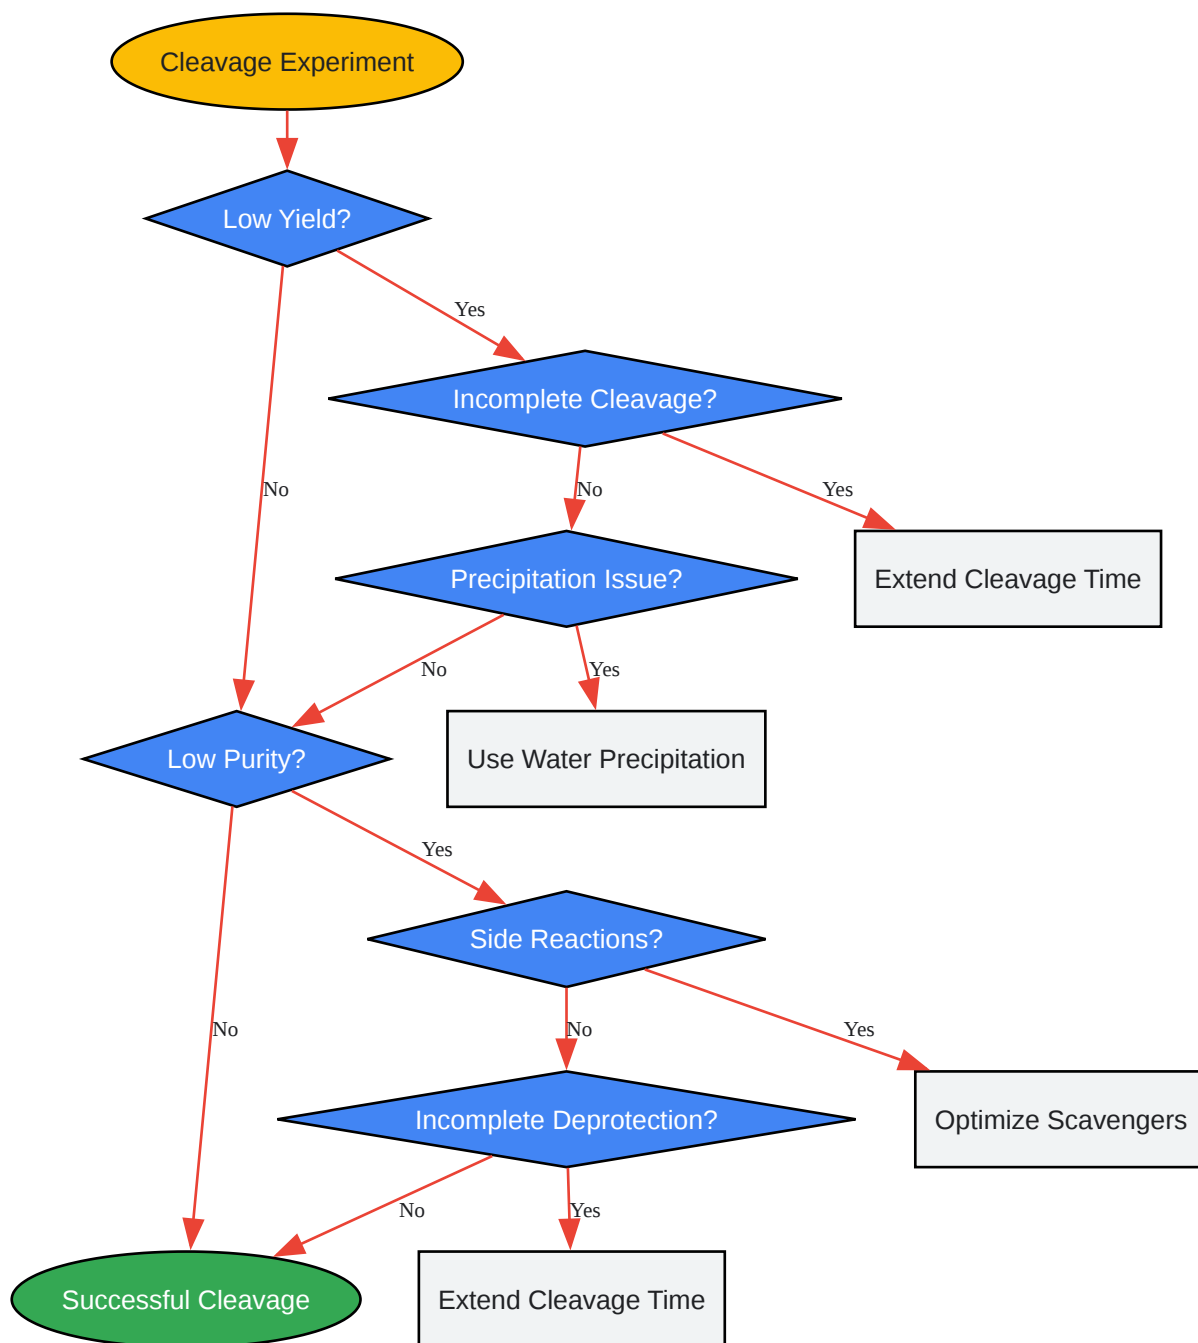 Cleavage Experiment
Low Yield?
Yes
Incomplete Cleavage?
No
No
Yes
Precipitation Issue?
Extend Cleavage Time
No
Yes
Low Purity?
Use Water Precipitation
Yes
Side Reactions?
No
No
Yes
Incomplete Deprotection?
Optimize Scavengers
No
Yes
Successful Cleavage
Extend Cleavage Time